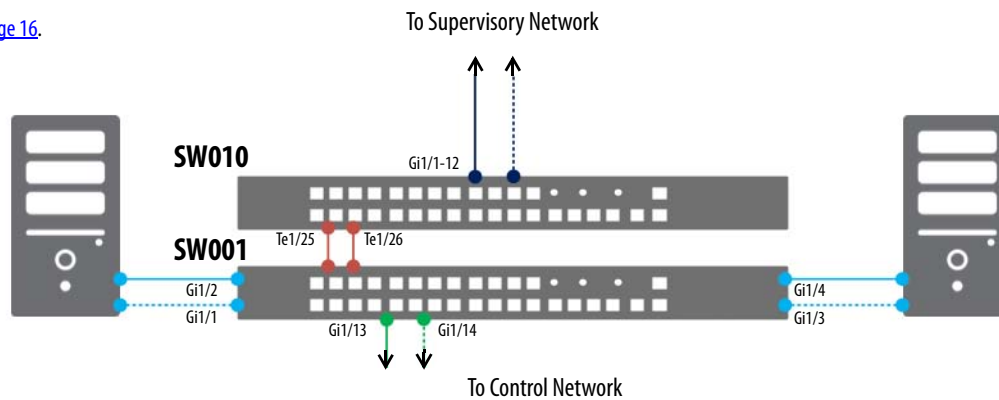 ge 16.
To Supervisory Network
SW010
Gi1/1-12
Te1/25
Te1/26
SW001
Gi1/2
Gi1/4
Gi1/1
Gi1/3
Gi1/13
Gi1/14
To Control Network